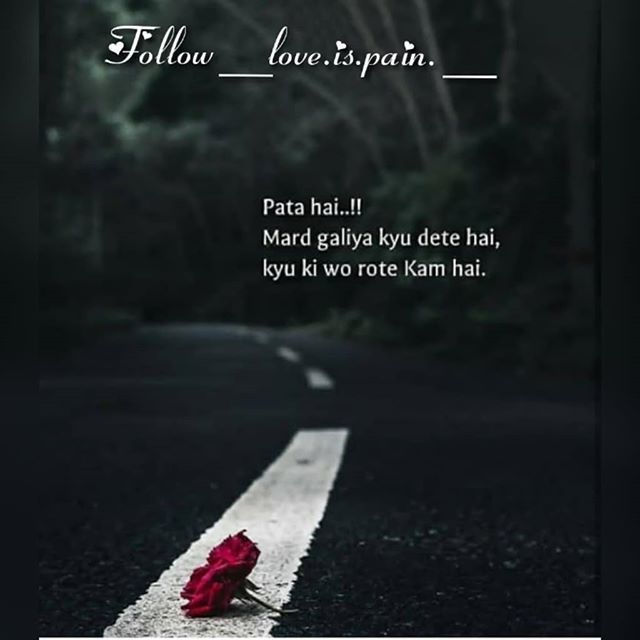 Follow __love.is.pain.__
Pata hai..!!
Mard galiya kyu dete hai,
kyu ki wo rote Kam hai.